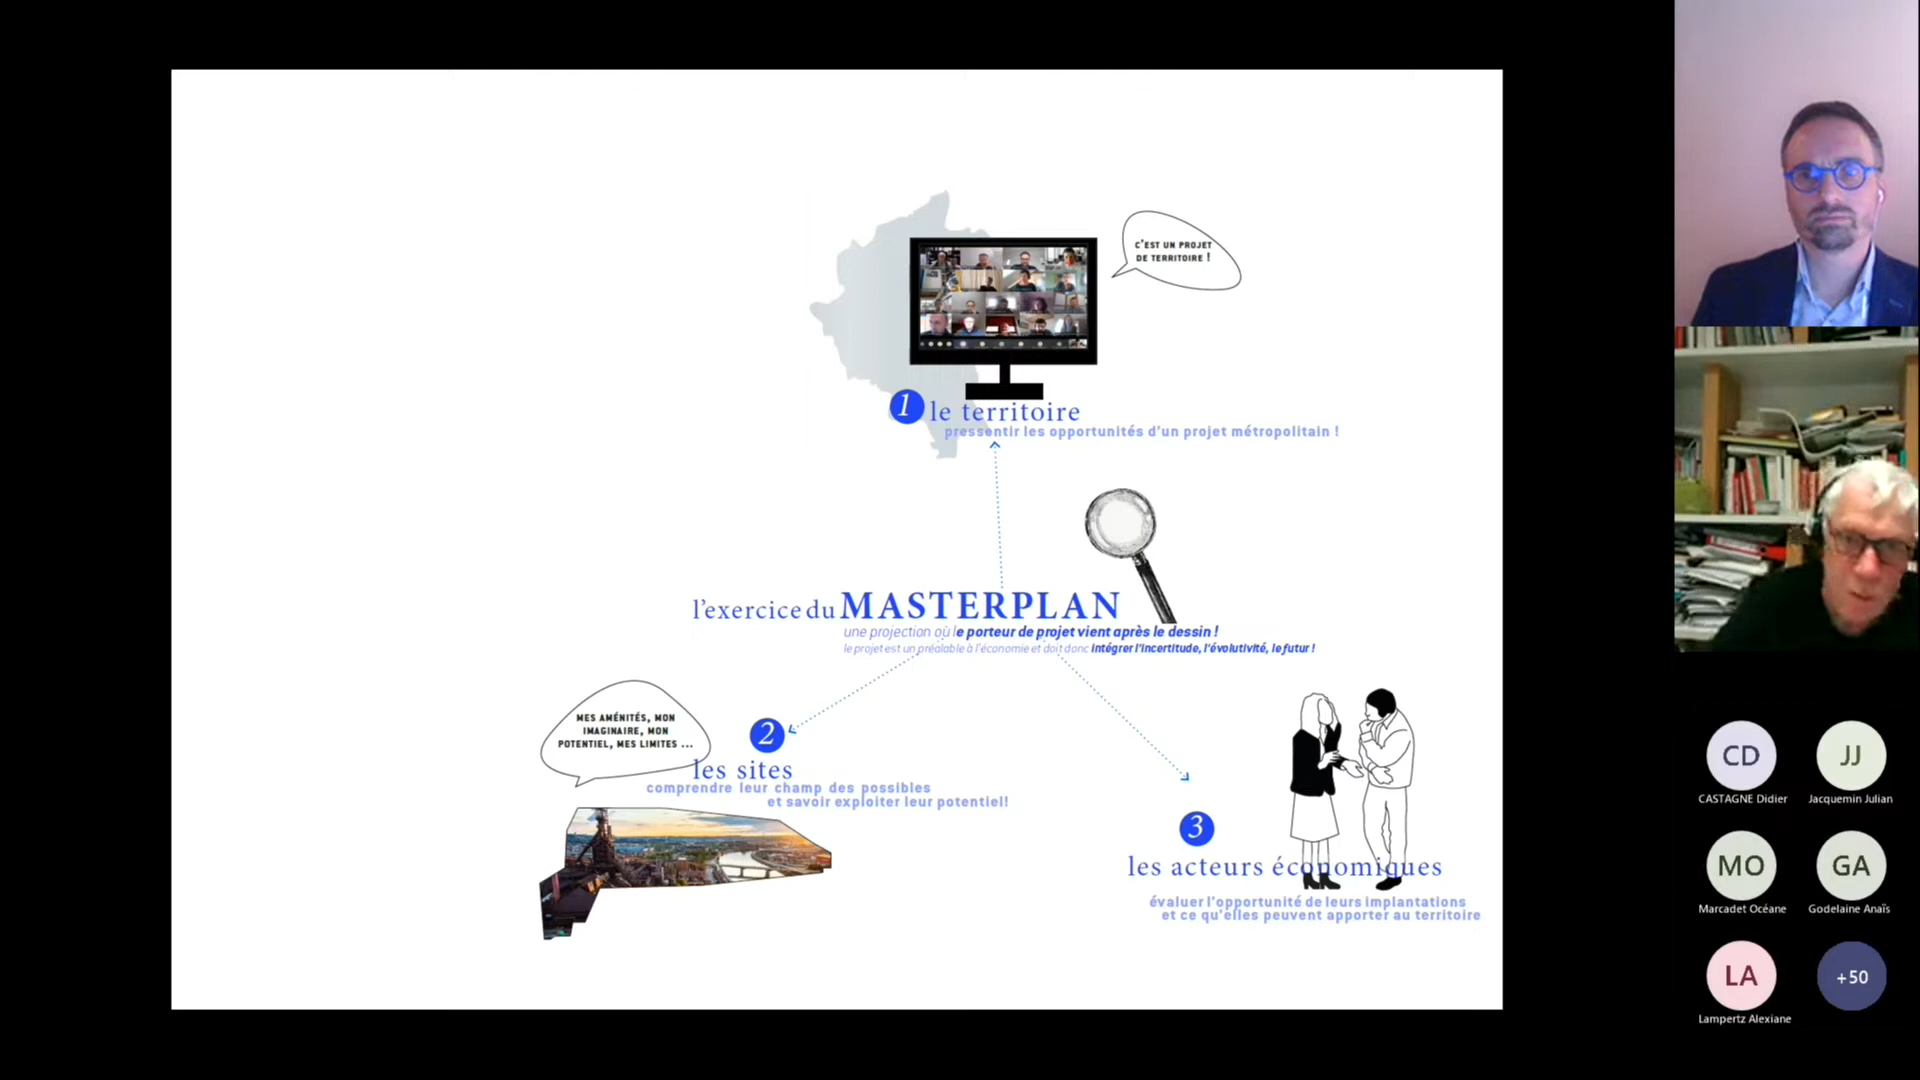 C'EST UN PROJET
DE TERRITOIRE !
1 le territoire
pressentir les opportunités d'un projet métropolitain !
l'exercice du MASTERPLAN
une projection où le porteur de projet vient après le dessin !
le projet est un préalable à l'économie et doit donc intégrer l'incertitude, l'évolutivité, le futur !
MES AMÉNITÉS, MON
IMAGINAIRE, MON
POTENTIEL, MES LIMITES ...
2
les sites
comprendre leur champ des possibles
et savoir exploiter leur potentiel!
3
les acteurs économiques
évaluer l'opportunité de leurs implantations
et ce qu'elles peuvent apporter au territoire
CD
CASTAGNE Didier
JJ
Jacquemin Julian
MO
Marcadet Océane
GA
Godelaine Anaïs
LA
Lampertz Alexiane
+50